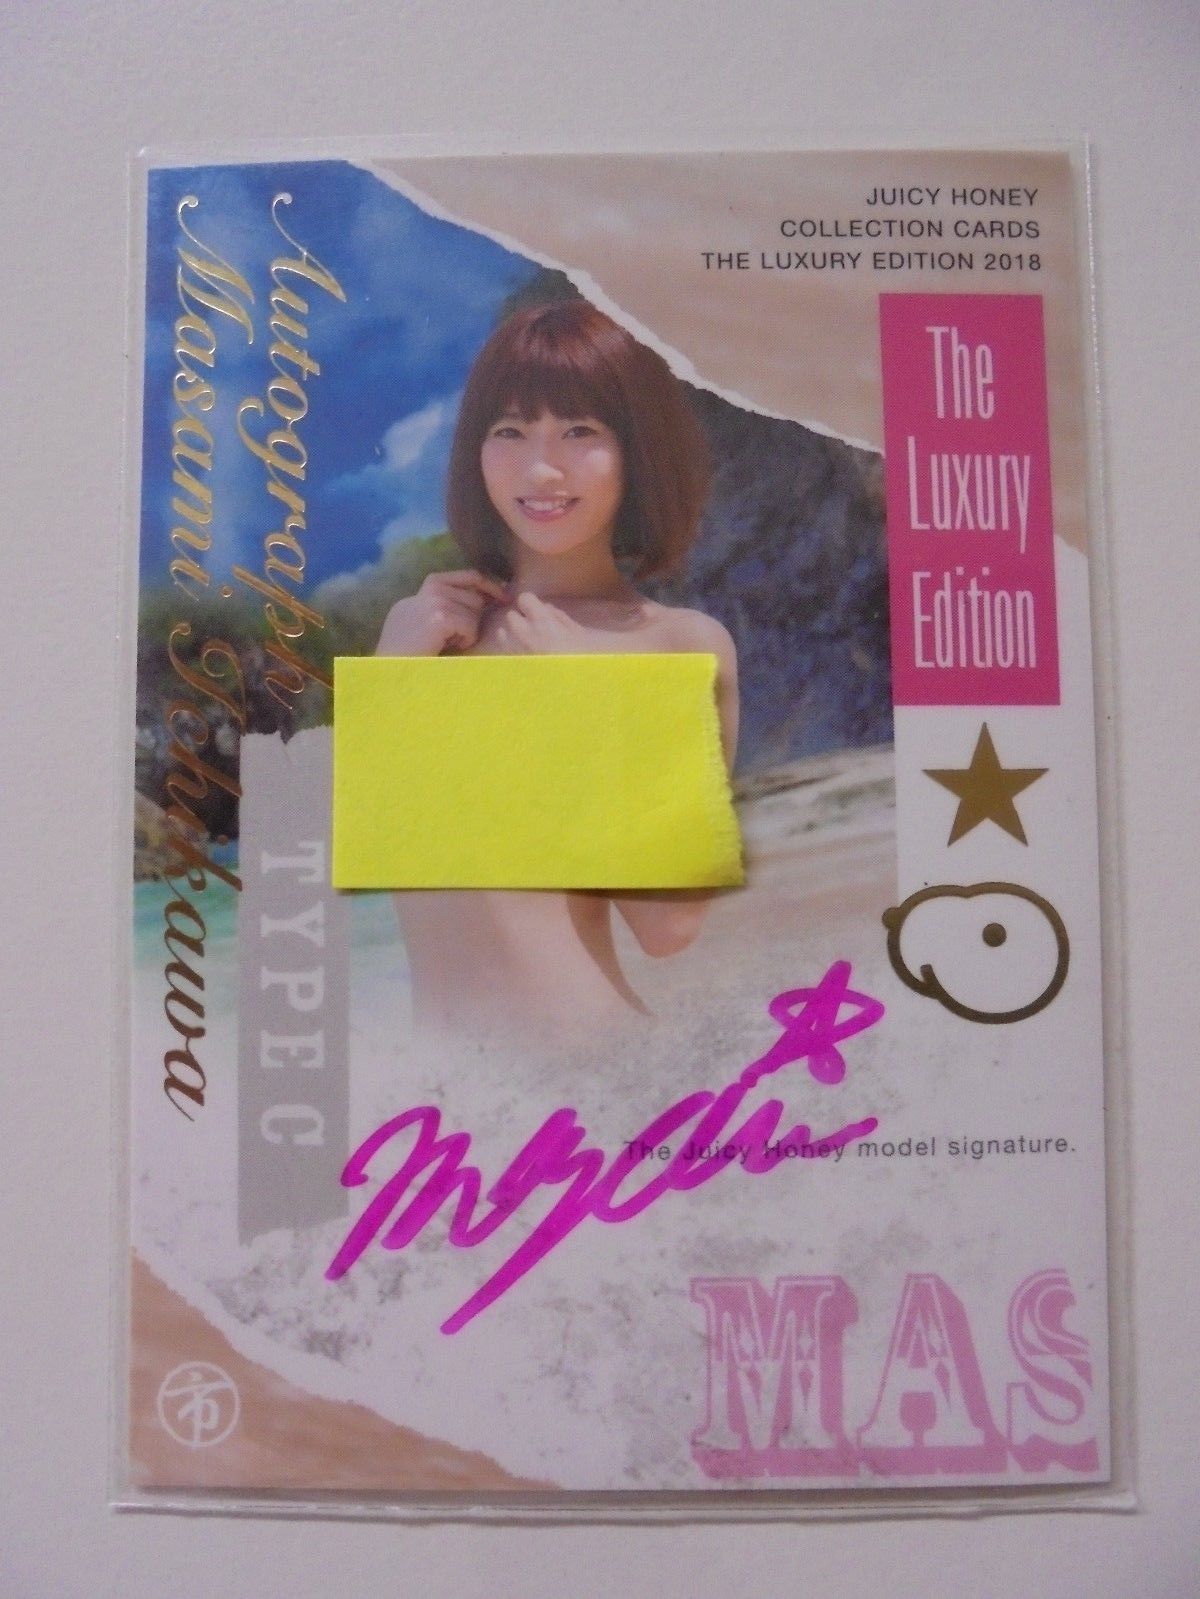 JUICY HONEY
COLLECTION CARDS
THE LUXURY EDITION 2018
The
Luxury
Edition
Autograph
Masami Ichikawa
TYPE C
The Juicy Honey model signature.
MAS
市